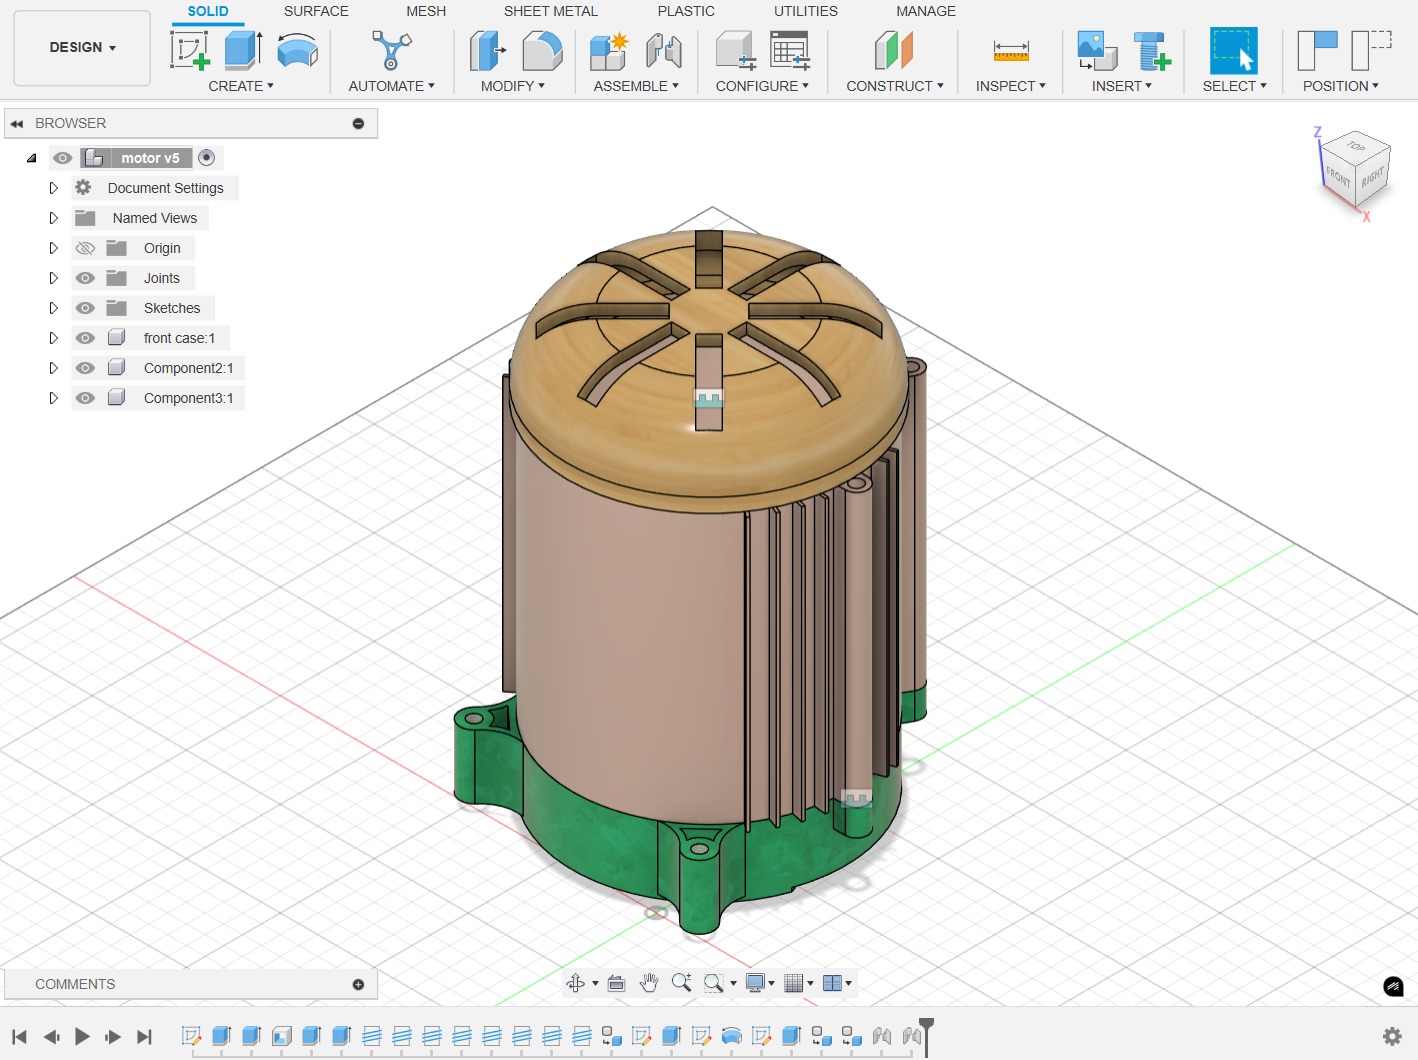 SOLID
SURFACE
MESH
SHEET METAL
PLASTIC
UTILITIES
MANAGE
DESIGN
CREATE
AUTOMATE
MODIFY
ASSEMBLE
CONFIGURE
CONSTRUCT
INSPECT
INSERT
SELECT
POSITION
BROWSER
motor v5
Document Settings
Named Views
Origin
Joints
Sketches
front case:1
Component2:1
Component3:1
Z
TOP
FRONT
RIGHT
X
COMMENTS